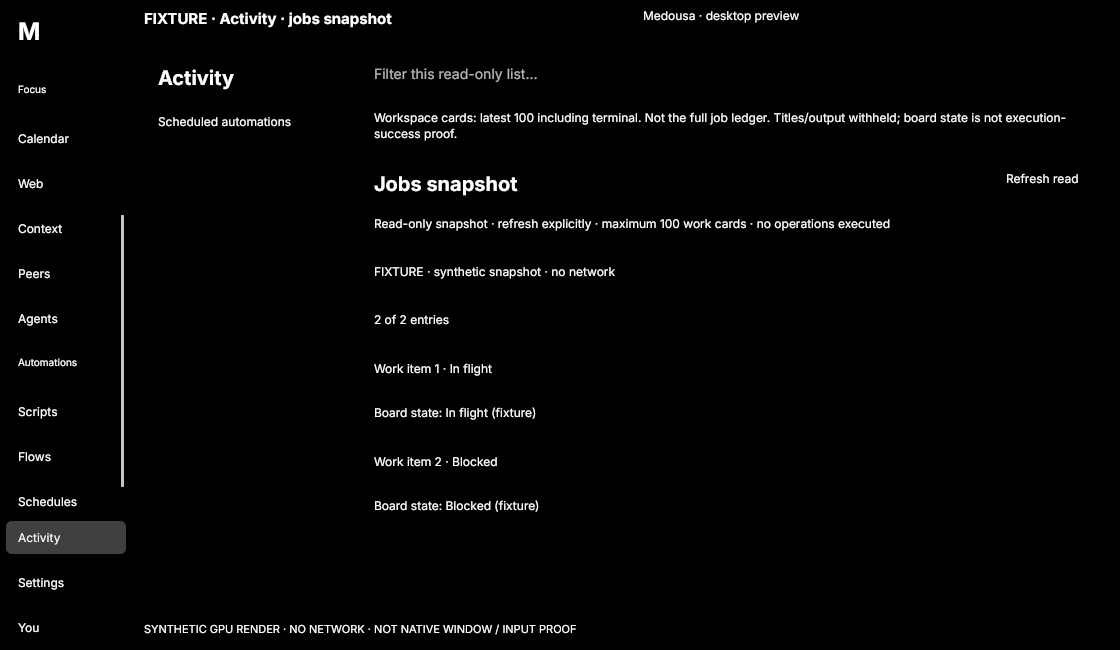 M
FIXTURE · Activity · jobs snapshot
Medousa · desktop preview
Focus
Calendar
Web
Context
Peers
Agents
Automations
Scripts
Flows
Schedules
Activity
Settings
You
Activity
Scheduled automations
Filter this read-only list...
Workspace cards: latest 100 including terminal. Not the full job ledger. Titles/output withheld; board state is not execution-
success proof.
Jobs snapshot
Refresh read
Read-only snapshot · refresh explicitly · maximum 100 work cards · no operations executed
FIXTURE · synthetic snapshot · no network
2 of 2 entries
Work item 1 · In flight
Board state: In flight (fixture)
Work item 2 · Blocked
Board state: Blocked (fixture)
SYNTHETIC GPU RENDER · NO NETWORK · NOT NATIVE WINDOW / INPUT PROOF